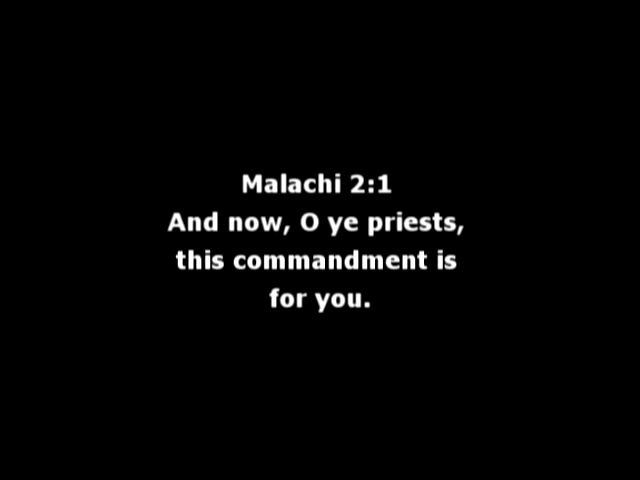 Malachi 2:1
And now, O ye priests,
this commandment is
for you.